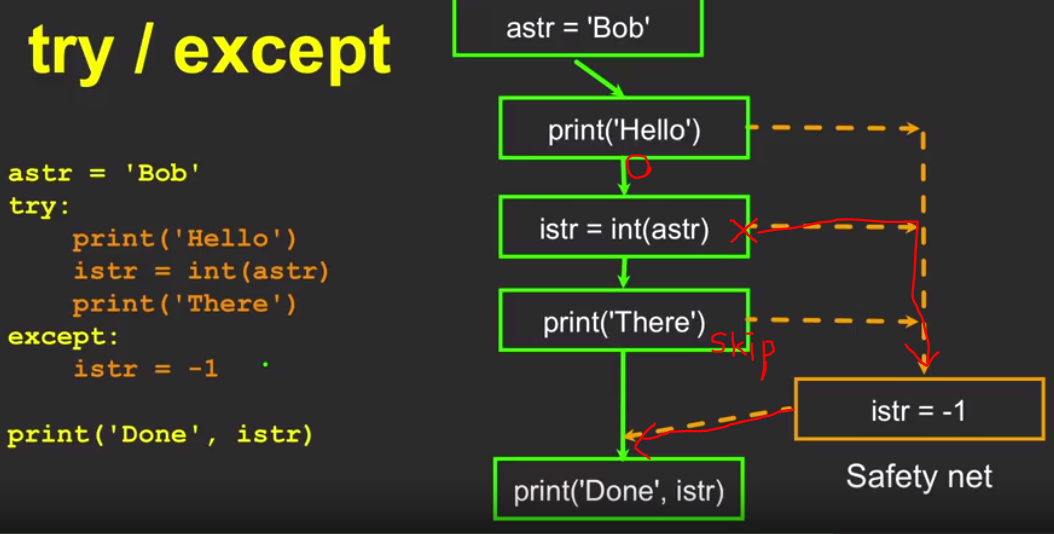 try / except
astr = 'Bob'
try:
    print('Hello')
    istr = int(astr)
    print('There')
except:
    istr = -1
print('Done', istr)
astr = 'Bob'
print('Hello')
istr = int(astr)
print('There')
skip
istr = -1
Safety net
print('Done', istr)